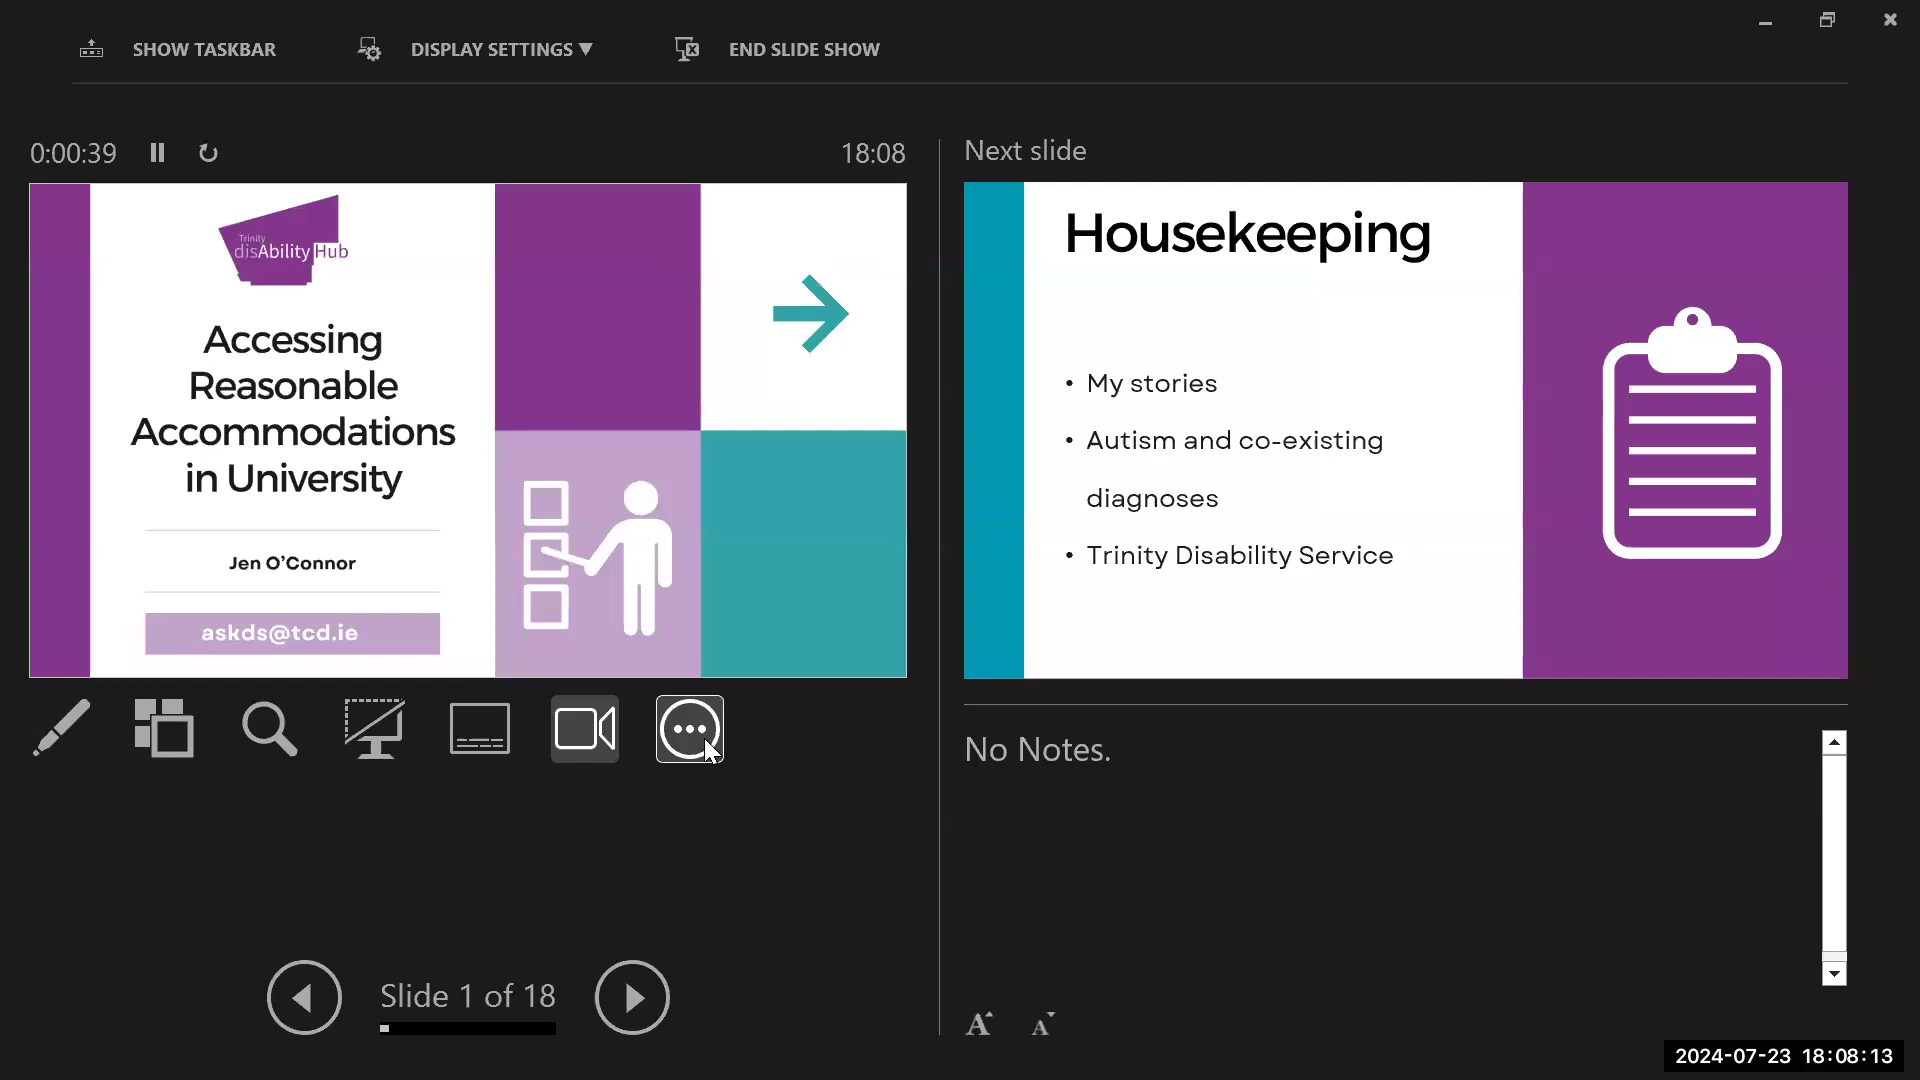 SHOW TASKBAR
DISPLAY SETTINGS ▼
END SLIDE SHOW
0:00:39
18:08
Trinity
disAbility Hub
Accessing
Reasonable
Accommodations
in University
Jen O’Connor
askds@tcd.ie
Next slide
Housekeeping
• My stories
• Autism and co-existing
diagnoses
• Trinity Disability Service
No Notes.
Slide 1 of 18
A A
2024-07-23 18:08:13